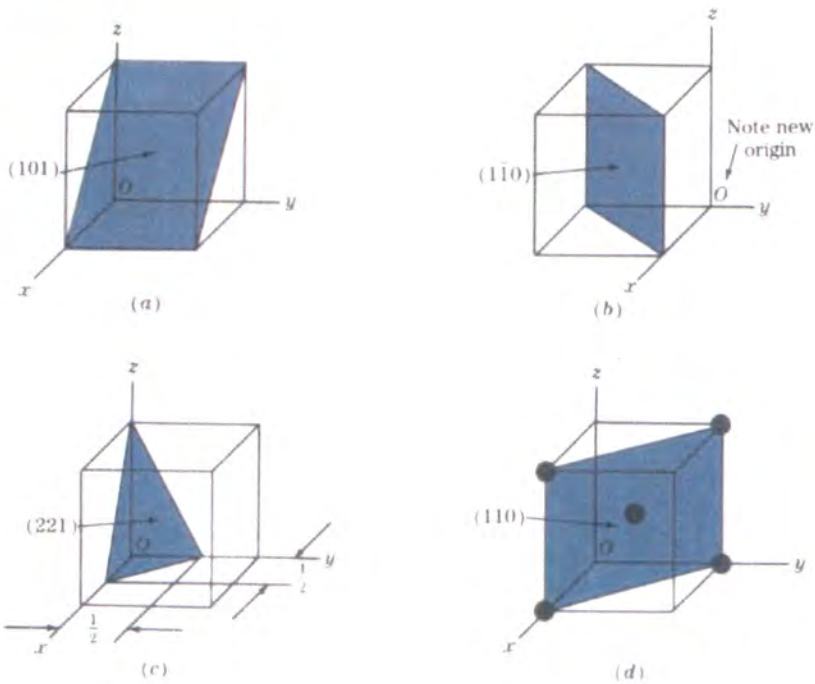 z
(101)
O
y
x
(a)
z
Note new
origin
(11̄0)
O
y
x
(b)
z
(221)
O
y
1/2
1/2
x
(c)
z
(110)
O
y
x
(d)